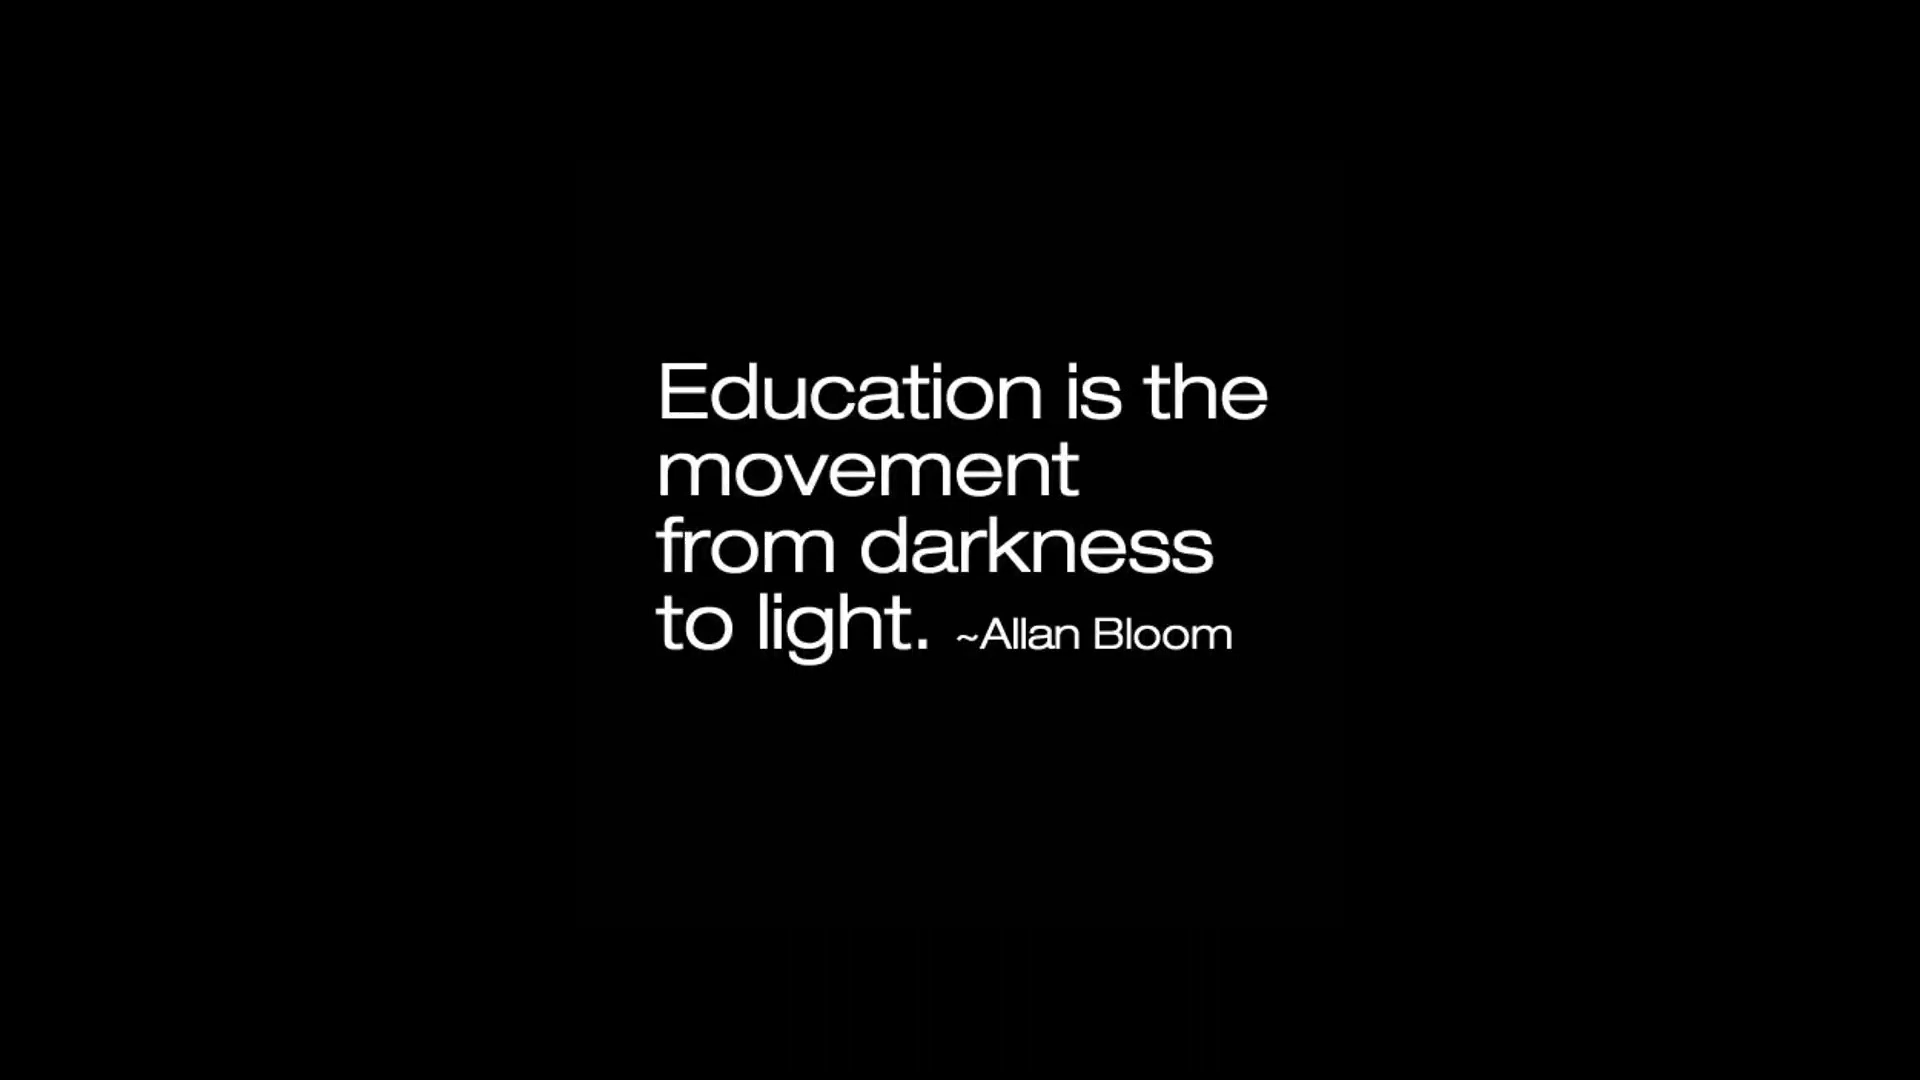 Education is the
movement
from darkness
to light. ~Allan Bloom